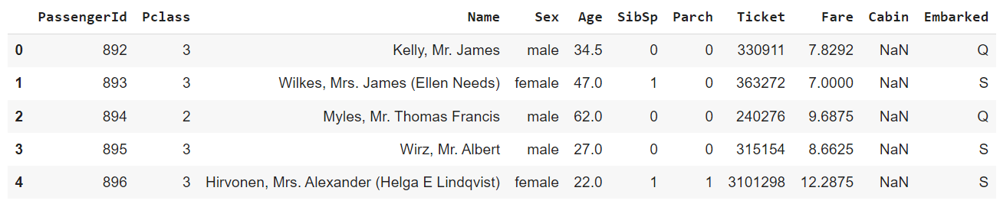 PassengerId Pclass Name Sex Age SibSp Parch Ticket Fare Cabin Embarked
0 892 3 Kelly, Mr. James male 34.5 0 0 330911 7.8292 NaN Q
1 893 3 Wilkes, Mrs. James (Ellen Needs) female 47.0 1 0 363272 7.0000 NaN S
2 894 2 Myles, Mr. Thomas Francis male 62.0 0 0 240276 9.6875 NaN Q
3 895 3 Wirz, Mr. Albert male 27.0 0 0 315154 8.6625 NaN S
4 896 3 Hirvonen, Mrs. Alexander (Helga E Lindqvist) female 22.0 1 1 3101298 12.2875 NaN S